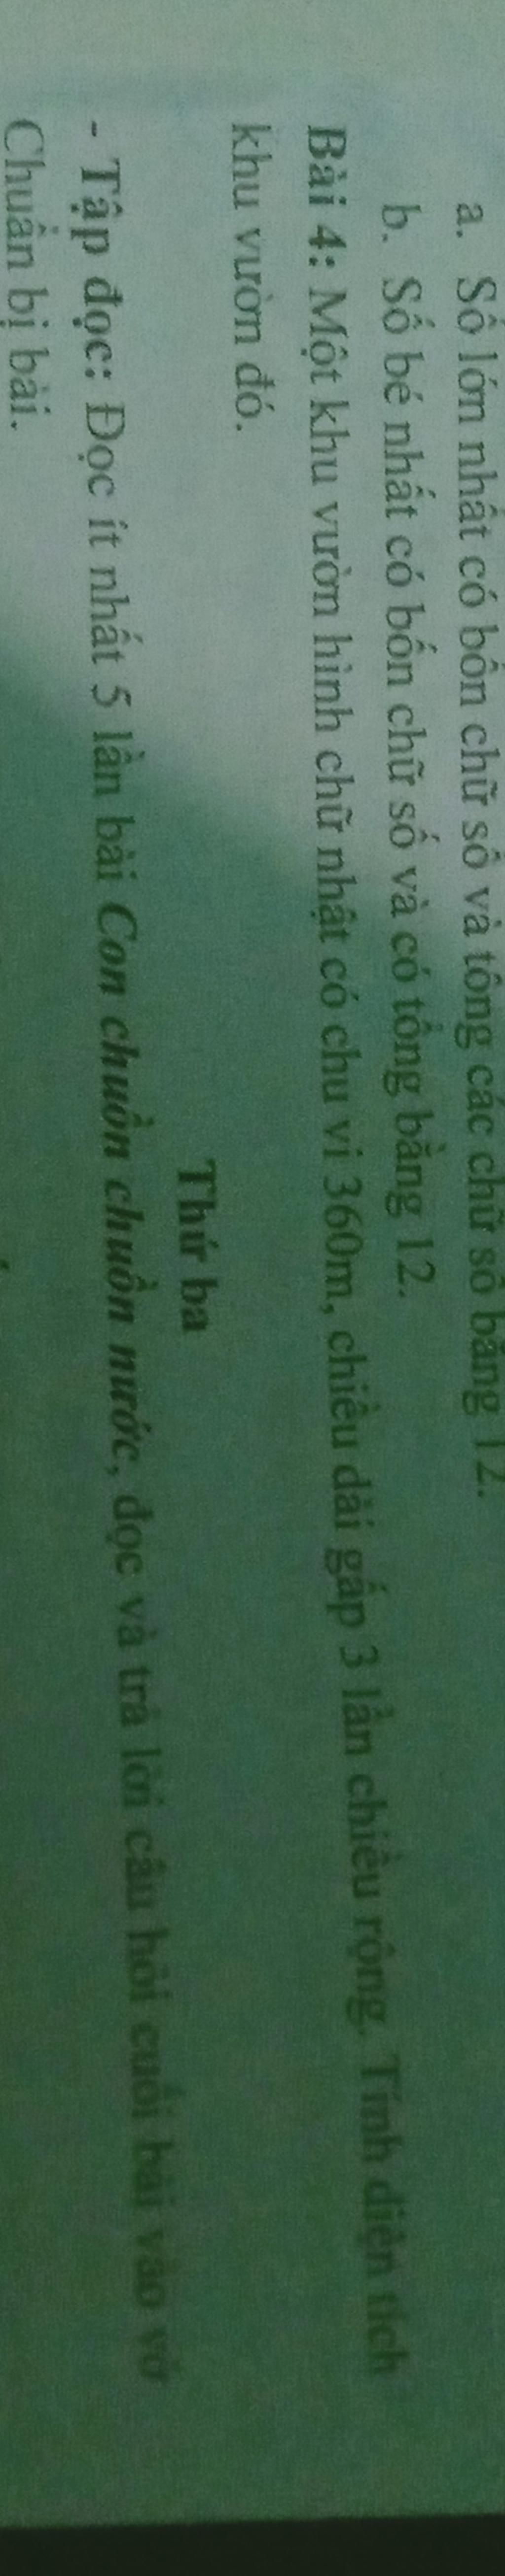 a. Số lớn nhất có bốn chữ số và tổng các chữ số bằng 12.
b. Số bé nhất có bốn chữ số và có tổng bằng 12.
Bài 4: Một khu vườn hình chữ nhật có chu vi 360m, chiều dài gấp 3 lần chiều rộng. Tính diện tích
khu vườn đó.
Thứ ba
- Tập đọc: Đọc ít nhất 5 lần bài Con chuồn chuồn nước, đọc và trả lời câu hỏi cuối bài vào vở
Chuẩn bị bài.